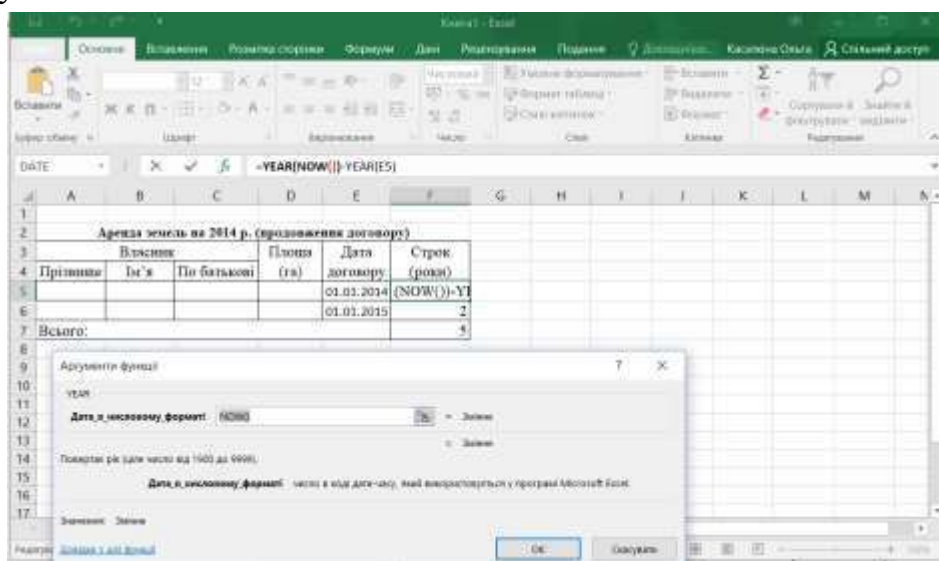 у
Книга1 - Excel
Основне Вставлення Розмітка сторінки Формули Дані Рецензування Подання Касилова Ольга Спільний доступ
Вставити
Буфер обміну Шрифт Вирівнювання Число Стилі Клітинки Редагування
DATE =YEAR(NOW())-YEAR(E5)
A B C D E F G H I J K L M N
1
2 Аренда земель на 2014 р. (продовження договору)
3 Власник Площа Дата Строк
4 Прізвище Ім'я По батькові (га) договору (роки)
5 01.01.2014 (NOW())-YE
6 01.01.2015 2
7 Всього: 5
8
9 Аргументи функції ? ×
10 YEAR
11
12 Дата_в_числовому_форматі NOW() = Змінне
13 = Змінне
14 Повертає рік (ціле число від 1900 до 9999).
15 Дата_в_числовому_форматі число в коді дати-часу, який використовується у програмі Microsoft Excel.
16
17 Значення: Змінне
Довідка з цієї функції ОК Скасувати